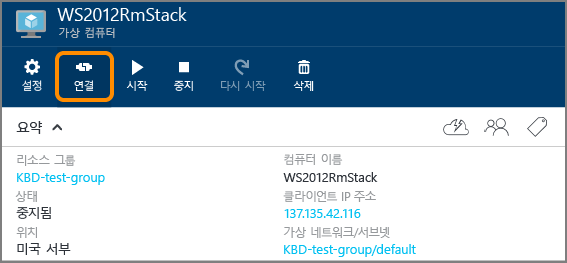 WS2012RmStack
가상 컴퓨터
설정 연결 시작 중지 다시 시작 삭제
요약
리소스 그룹 컴퓨터 이름
KBD-test-group WS2012RmStack
상태 클라이언트 IP 주소
중지됨 137.135.42.116
위치 가상 네트워크/서브넷
미국 서부 KBD-test-group/default